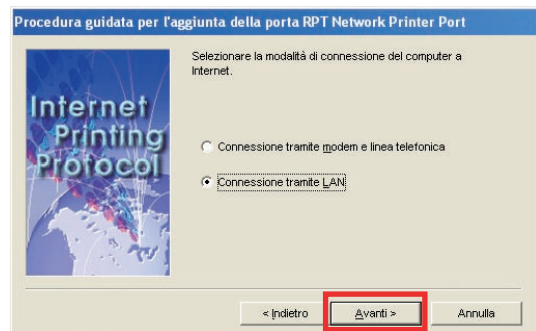 Procedura guidata per l'aggiunta della porta RPT Network Printer Port
Selezionare la modalità di connessione del computer a
Internet.
Internet
Printing
Protocol
Connessione tramite modem e linea telefonica
Connessione tramite LAN
< Indietro
Avanti >
Annulla